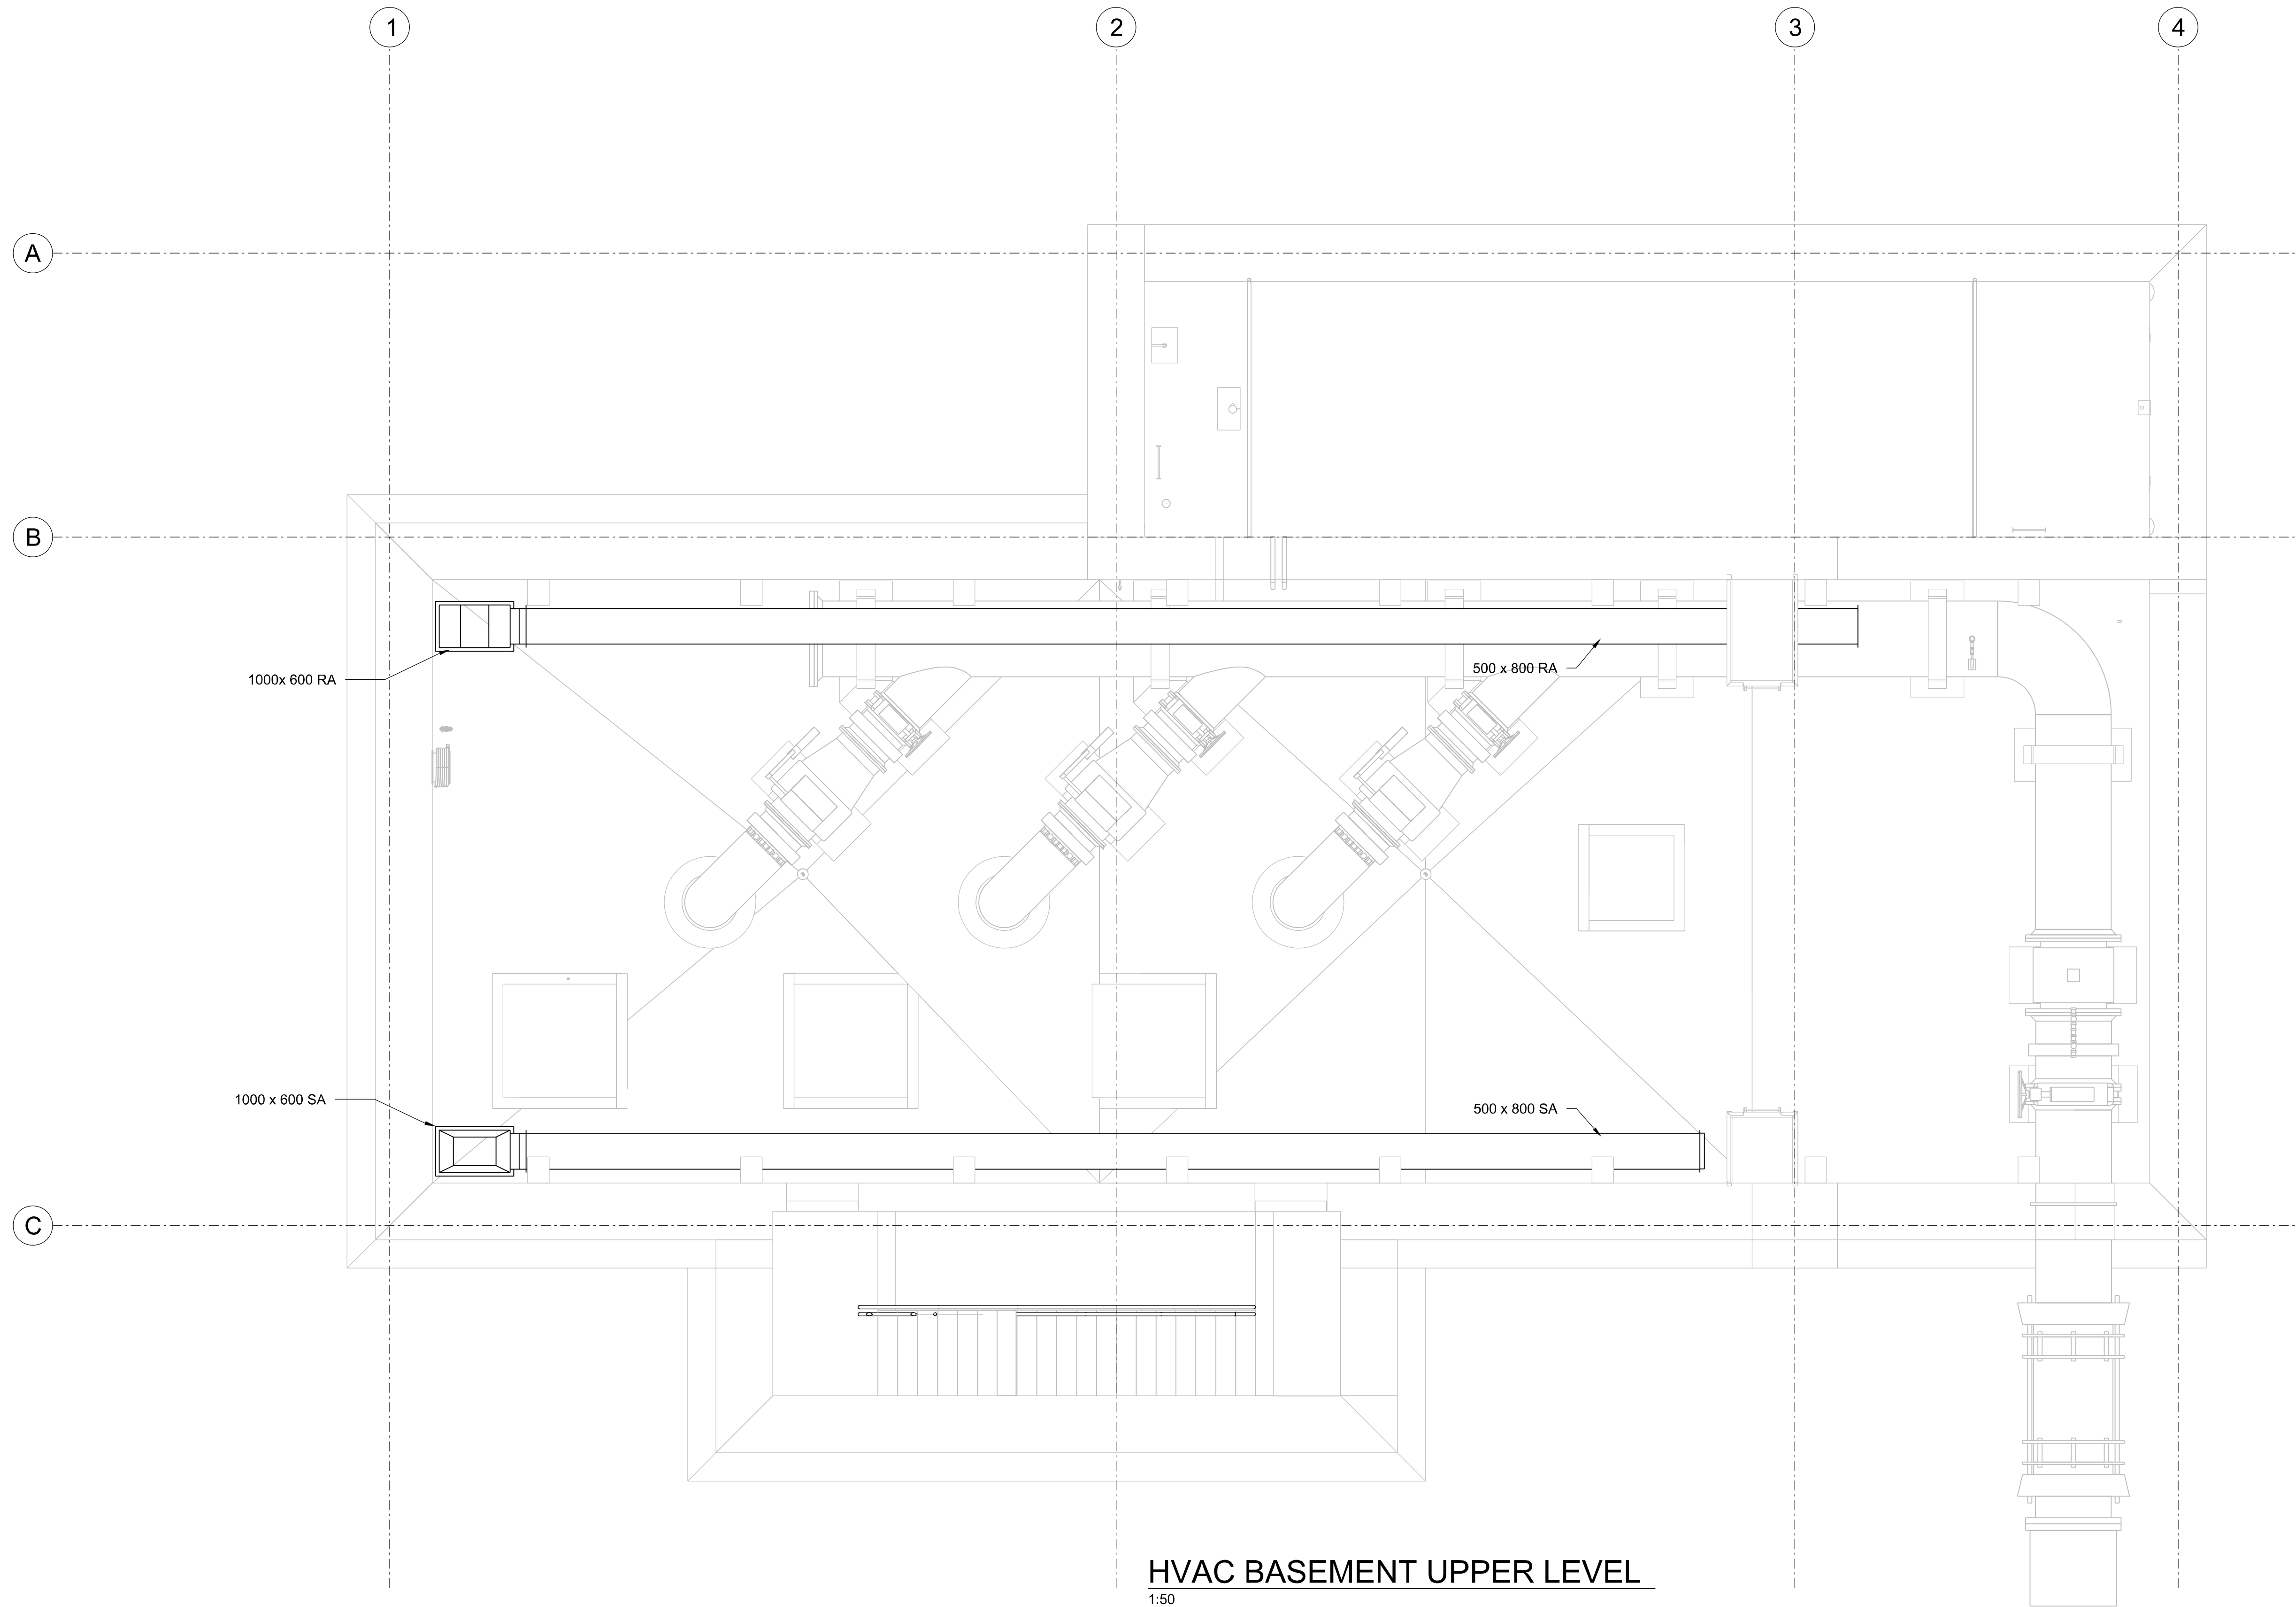 1
2
3
4
A
B
1000x 600 RA
500 x 800 RA
1000 x 600 SA
500 x 800 SA
C
HVAC BASEMENT UPPER LEVEL
1:50